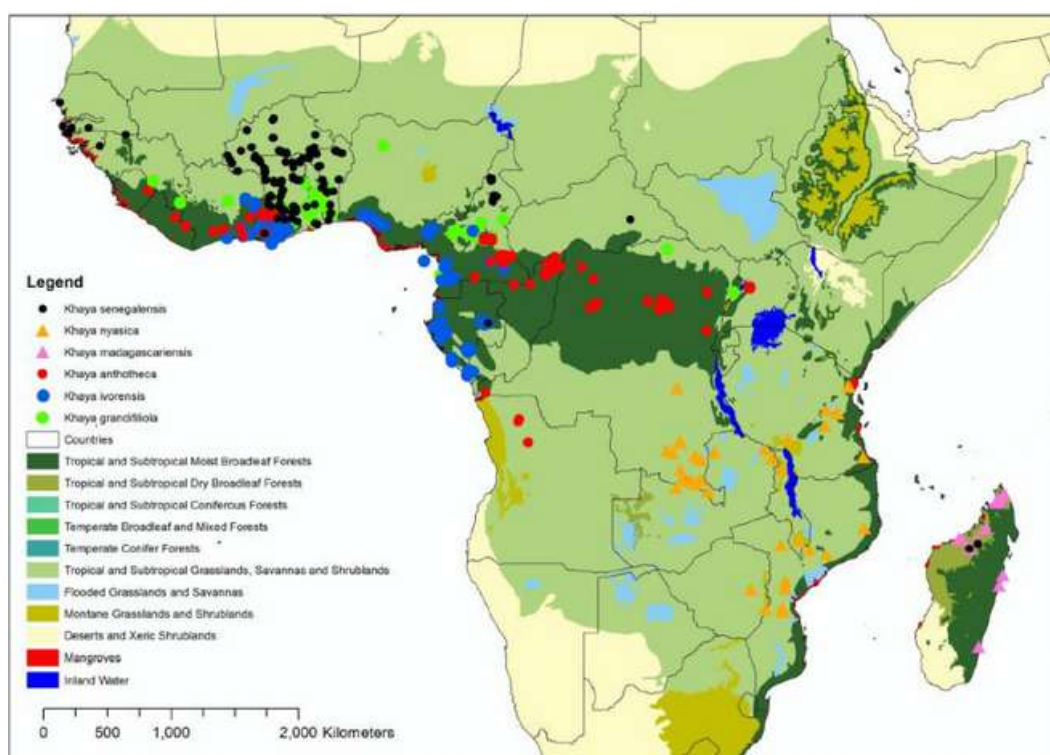 Legend
Khaya senegalensis
Khaya nyasica
Khaya madagascariensis
Khaya anthotheca
Khaya ivorensis
Khaya grandifiliola
Countries
Tropical and Subtropical Moist Broadleaf Forests
Tropical and Subtropical Dry Broadleaf Forests
Tropical and Subtropical Coniferous Forests
Temperate Broadleaf and Mixed Forests
Temperate Conifer Forests
Tropical and Subtropical Grasslands, Savannas and Shrublands
Flooded Grasslands and Savannas
Montane Grasslands and Shrublands
Deserts and Xeric Shrublands
Mangroves
Inland Water
0 500 1,000 2,000 Kilometers